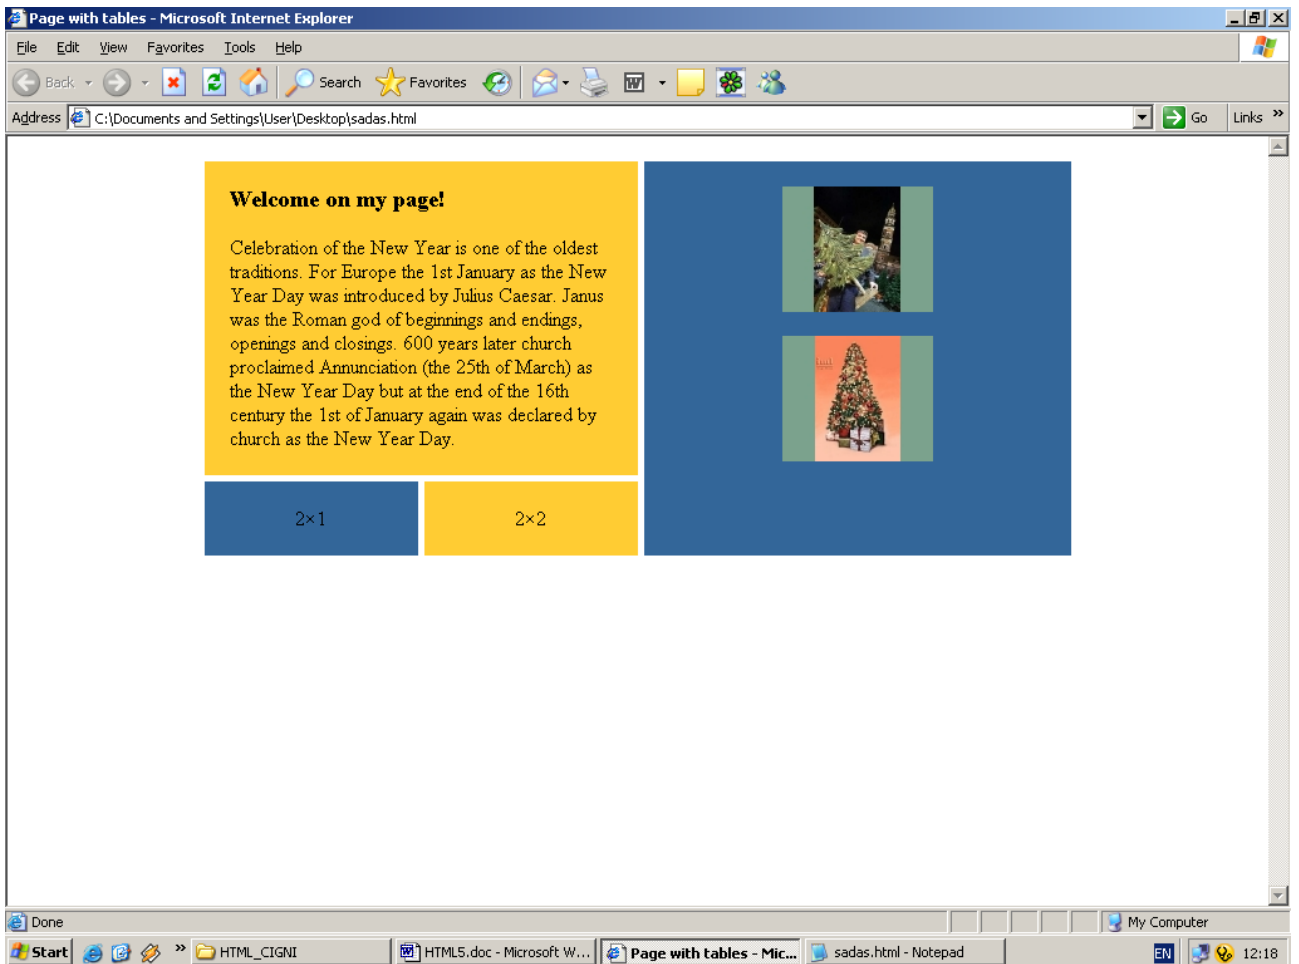 Page with tables - Microsoft Internet Explorer
File Edit View Favorites Tools Help
Back Search Favorites
Address C:\Documents and Settings\User\Desktop\sadas.html Go Links »
Welcome on my page!
Celebration of the New Year is one of the oldest
traditions. For Europe the 1st January as the New
Year Day was introduced by Julius Caesar. Janus
was the Roman god of beginnings and endings,
openings and closings. 600 years later church
proclaimed Annunciation (the 25th of March) as
the New Year Day but at the end of the 16th
century the 1st of January again was declared by
church as the New Year Day.
2×1 2×2
Done My Computer
Start » HTML_CIGNI HTML5.doc - Microsoft W... Page with tables - Mic... sadas.html - Notepad EN 12:18